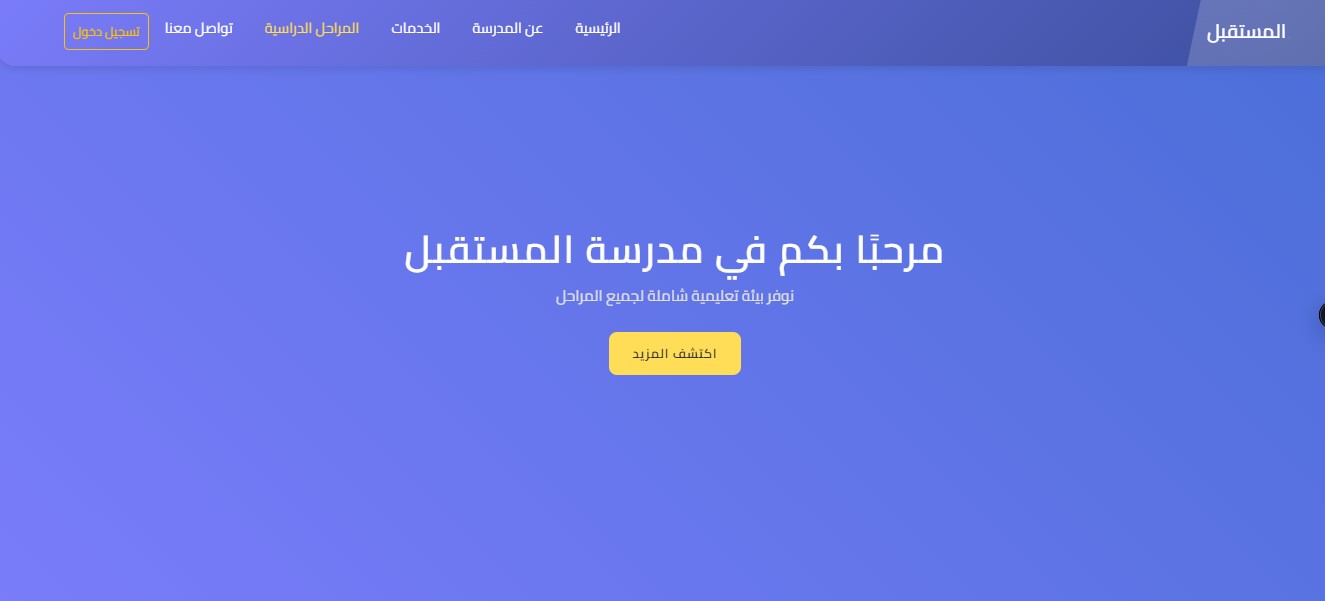 المستقبل
الرئيسية
عن المدرسة
الخدمات
المراحل الدراسية
تواصل معنا
تسجيل دخول
مرحبًا بكم في مدرسة المستقبل
نوفر بيئة تعليمية شاملة لجميع المراحل
اكتشف المزيد